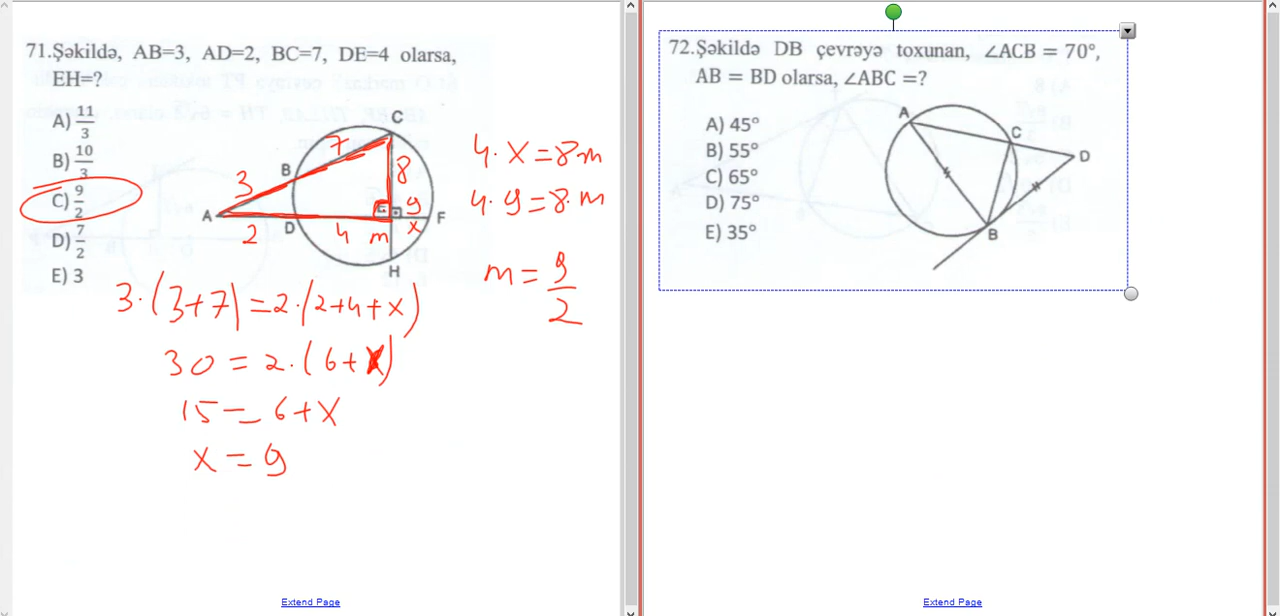 71.Şəkildə, AB=3, AD=2, BC=7, DE=4 olarsa,
EH=?
A) 11/3
B) 10/3
C) 9/2
D) 7/2
E) 3
C
7
B
3
8
E
9
A
D
F
2
4
m
x
H
4·x=8m
4·9=8·m
m=9/2
3·(3+7)=2·(2+4+x)
30=2·(6+x)
15=6+x
x=9
Extend Page
72.Şəkildə DB çevrəyə toxunan, ∠ACB = 70°,
AB = BD olarsa, ∠ABC =?
A) 45°
B) 55°
C) 65°
D) 75°
E) 35°
A
C
D
B
Extend Page